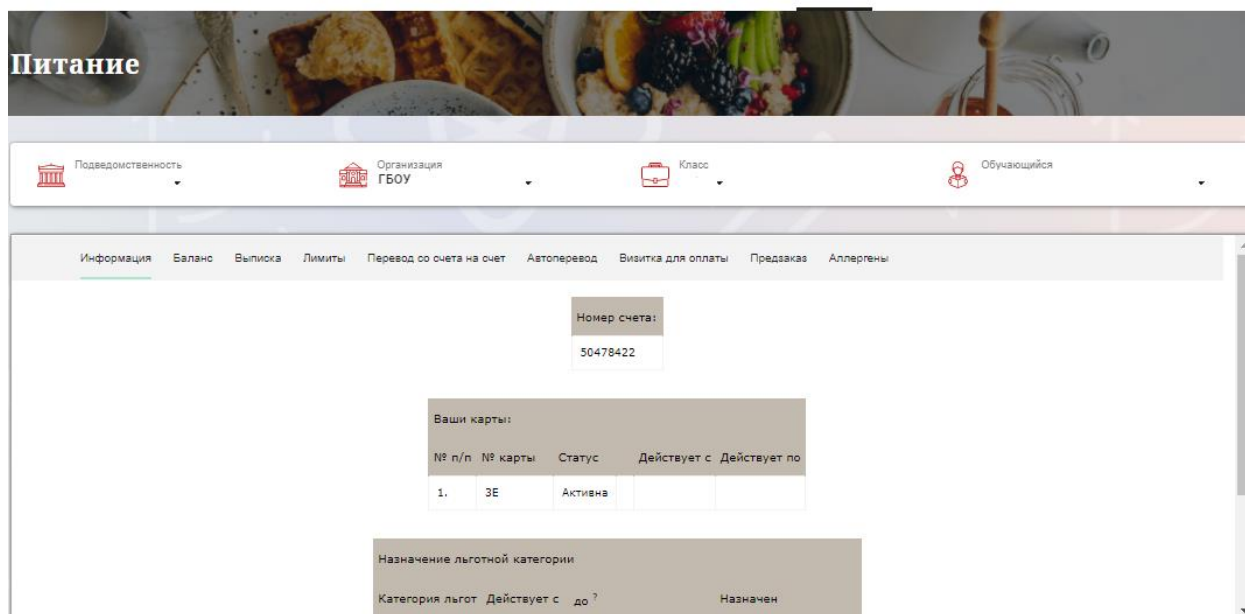 Питание
Подведомственность
Организация
ГБОУ
Класс
Обучающийся
Информация Баланс Выписка Лимиты Перевод со счета на счет Автоперевод Визитка для оплаты Предзаказ Аллергены
Номер счета:
50478422
Ваши карты:
№ п/п № карты Статус Действует с Действует по
1. 3E Активна
Назначение льготной категории
Категория льгот Действует с до ? Назначен